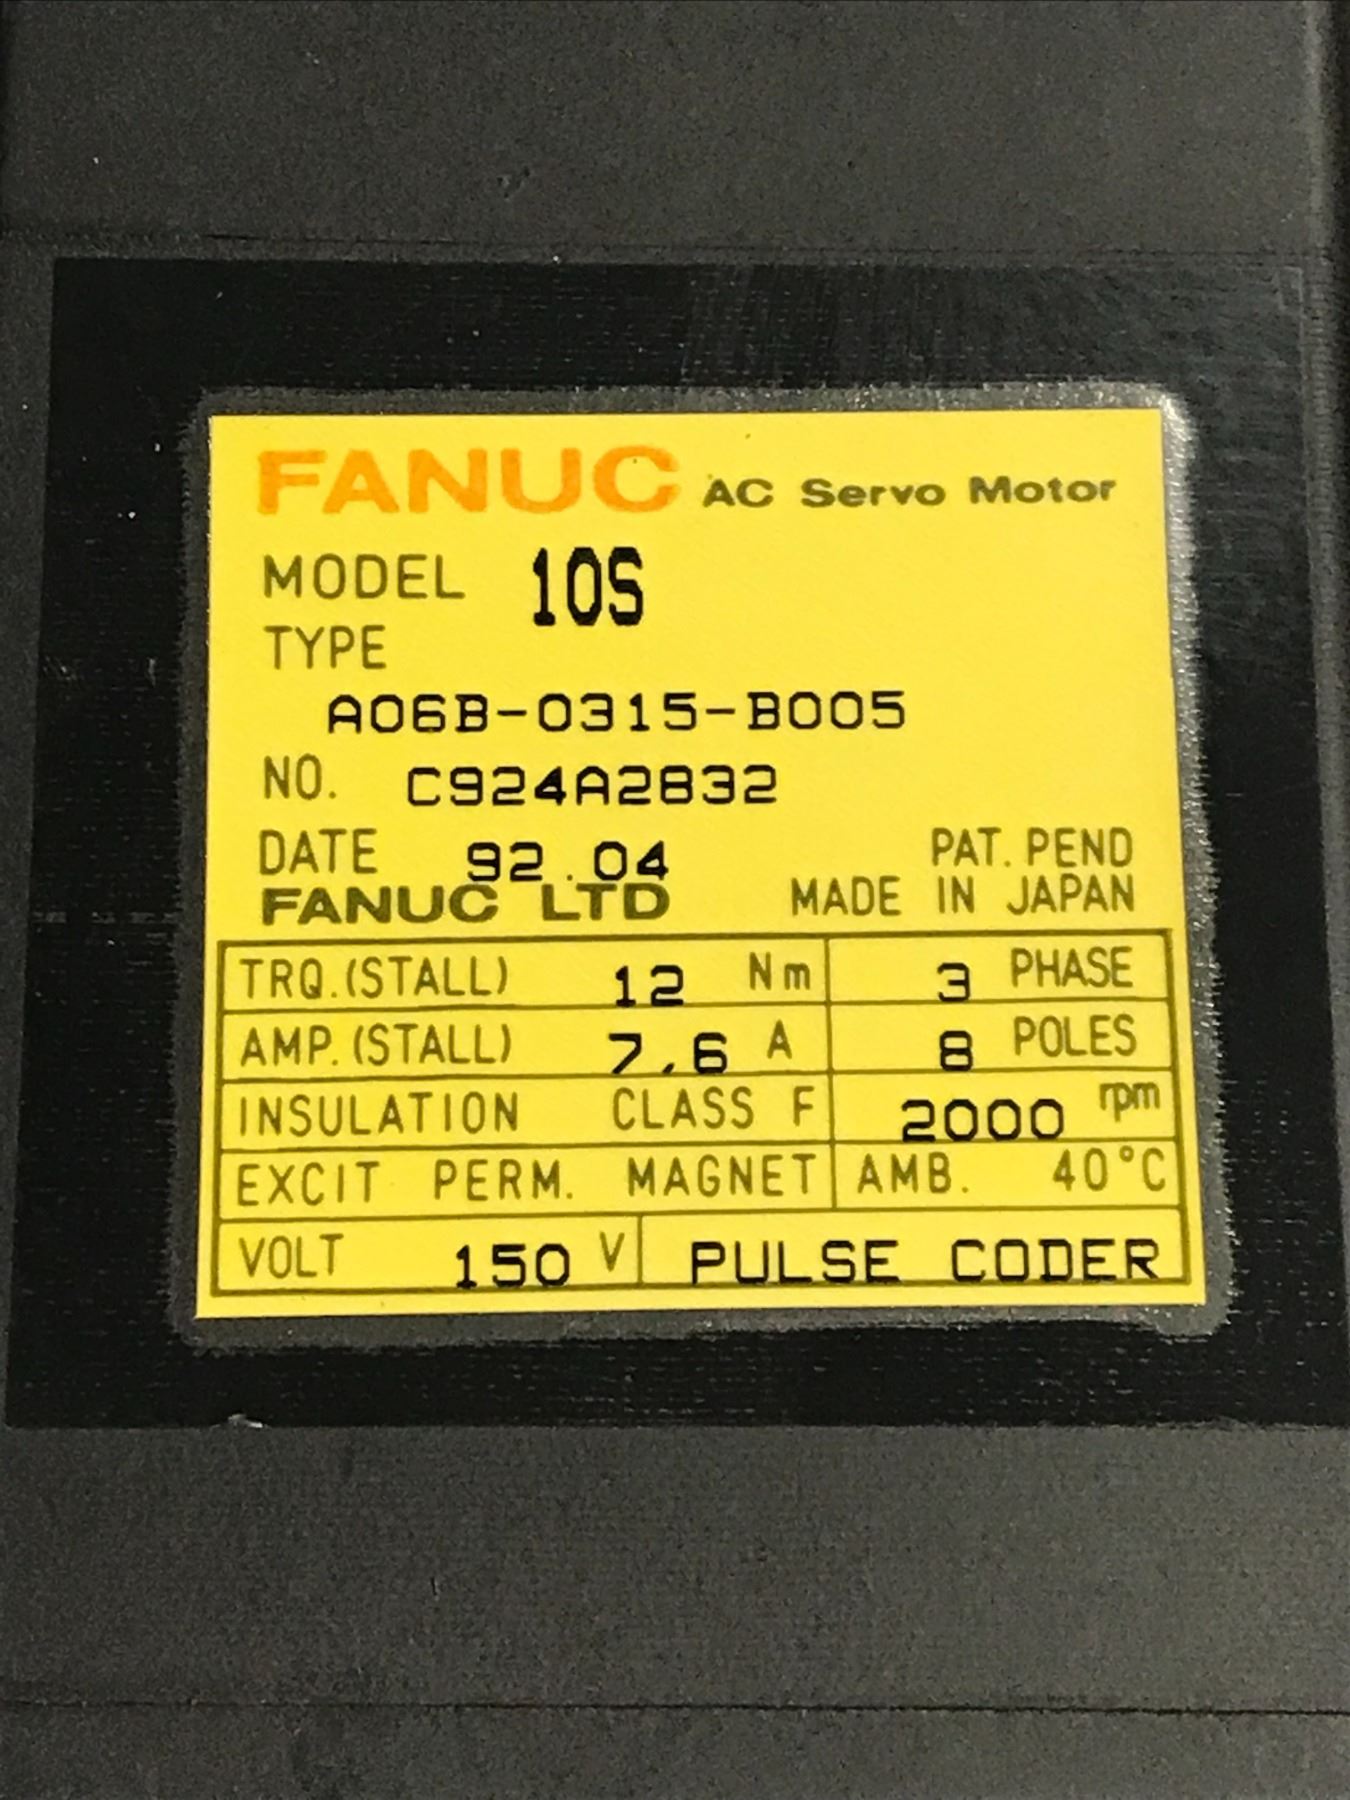 FANUC AC Servo Motor
MODEL 10S
TYPE
A06B-0315-B005
NO. C924A2832
DATE 92.04 PAT. PEND
FANUC LTD MADE IN JAPAN
TRQ.(STALL) 12 Nm 3 PHASE
AMP.(STALL) 7.6 A 8 POLES
INSULATION CLASS F 2000 rpm
EXCIT PERM. MAGNET AMB. 40°C
VOLT 150 V PULSE CODER